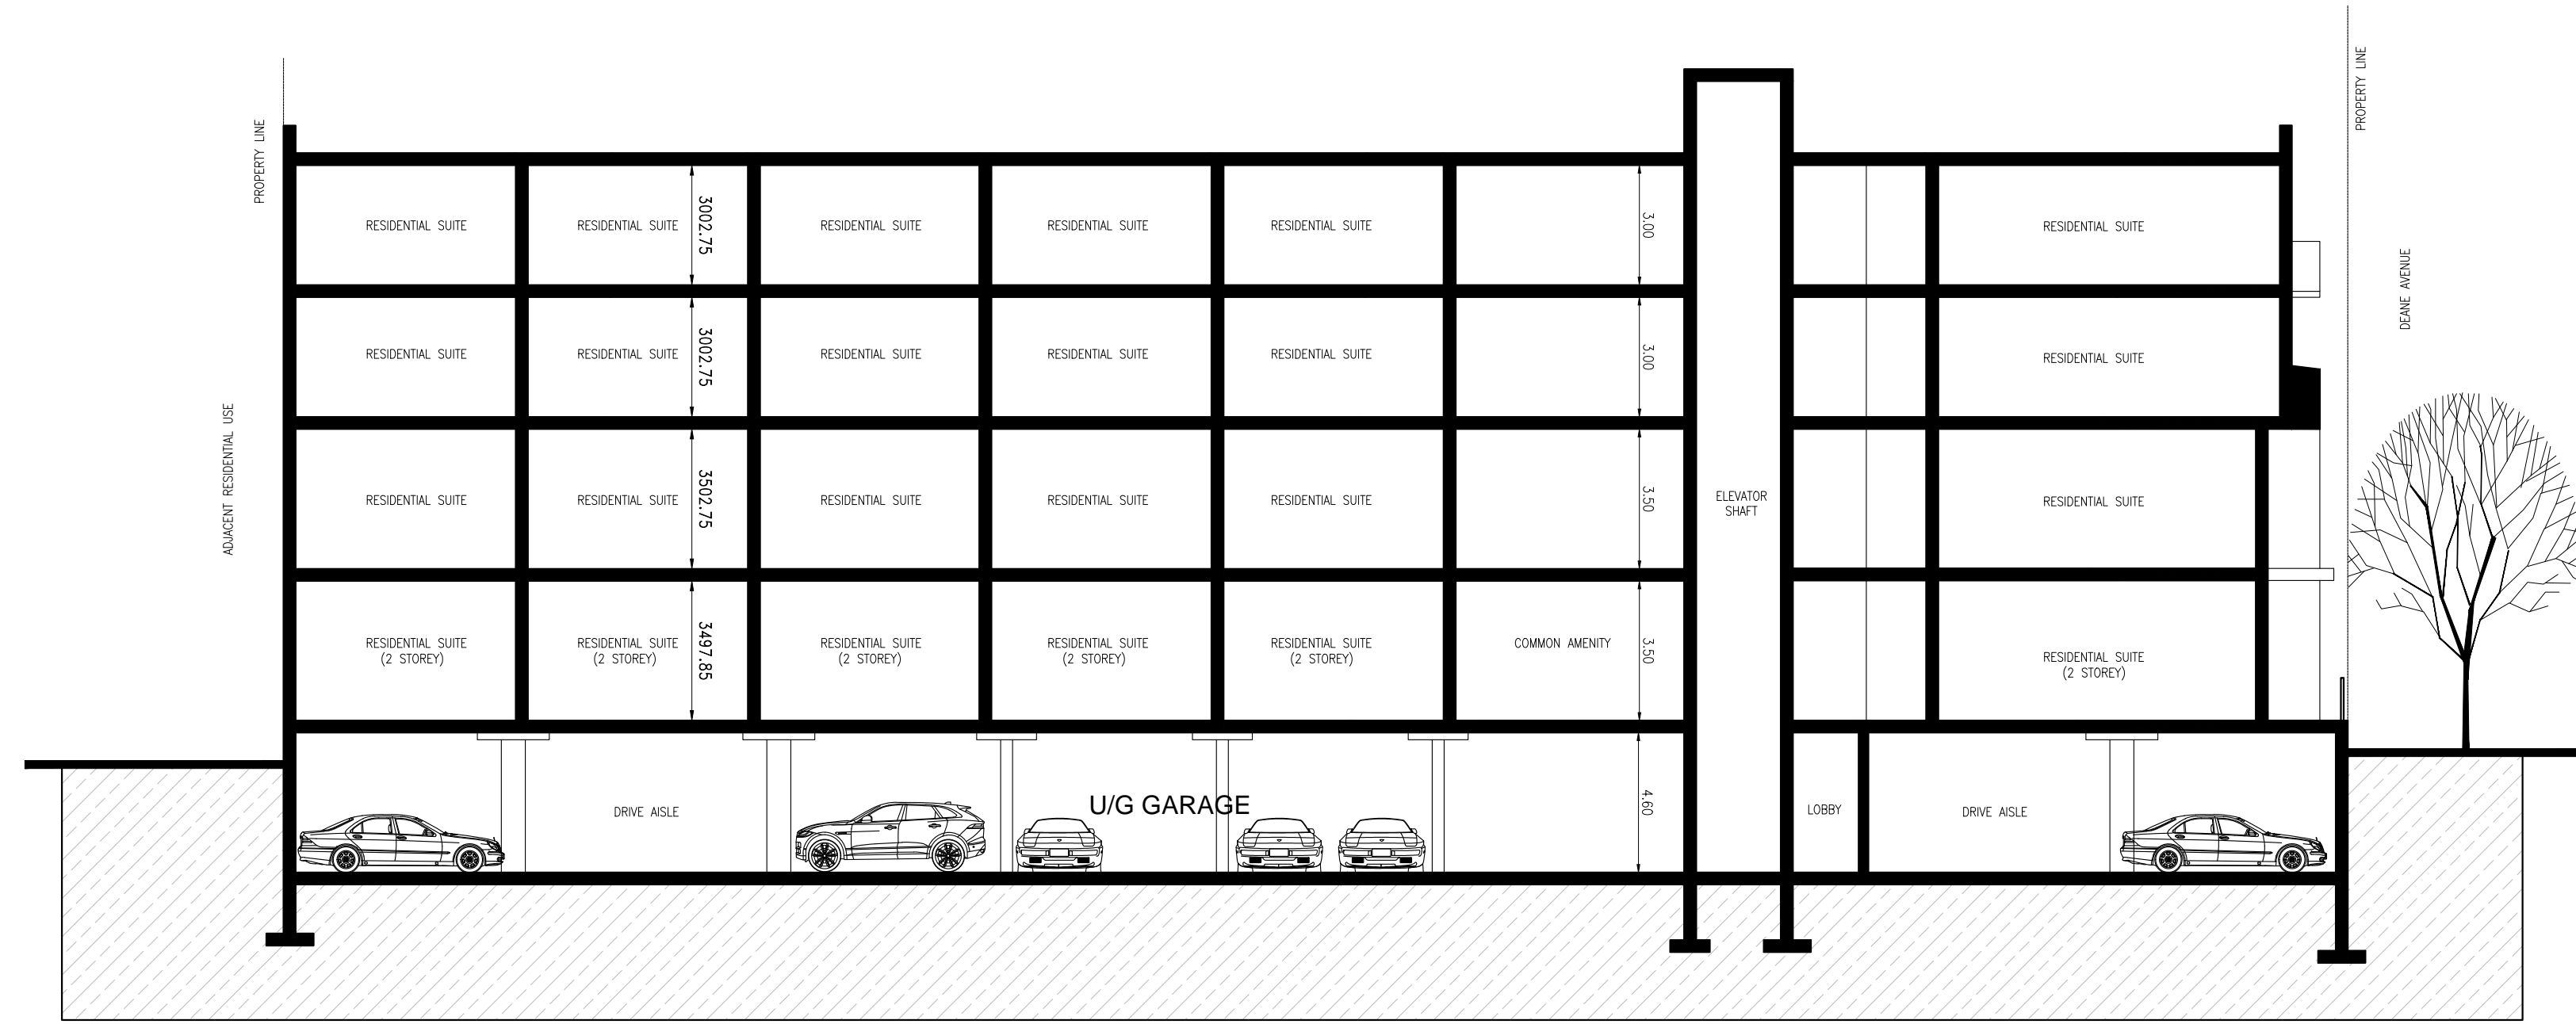 PROPERTY LINE
PROPERTY LINE
RESIDENTIAL SUITE
RESIDENTIAL SUITE
3002.75
RESIDENTIAL SUITE
RESIDENTIAL SUITE
RESIDENTIAL SUITE
3.00
RESIDENTIAL SUITE
DEANE AVENUE
RESIDENTIAL SUITE
RESIDENTIAL SUITE
3002.75
RESIDENTIAL SUITE
RESIDENTIAL SUITE
RESIDENTIAL SUITE
3.00
RESIDENTIAL SUITE
ADJACENT RESIDENTIAL USE
RESIDENTIAL SUITE
RESIDENTIAL SUITE
3502.75
RESIDENTIAL SUITE
RESIDENTIAL SUITE
RESIDENTIAL SUITE
3.50
ELEVATOR
SHAFT
RESIDENTIAL SUITE
RESIDENTIAL SUITE
(2 STOREY)
RESIDENTIAL SUITE
(2 STOREY)
3497.85
RESIDENTIAL SUITE
(2 STOREY)
RESIDENTIAL SUITE
(2 STOREY)
RESIDENTIAL SUITE
(2 STOREY)
COMMON AMENITY
3.50
RESIDENTIAL SUITE
(2 STOREY)
DRIVE AISLE
U/G GARAGE
4.60
LOBBY
DRIVE AISLE